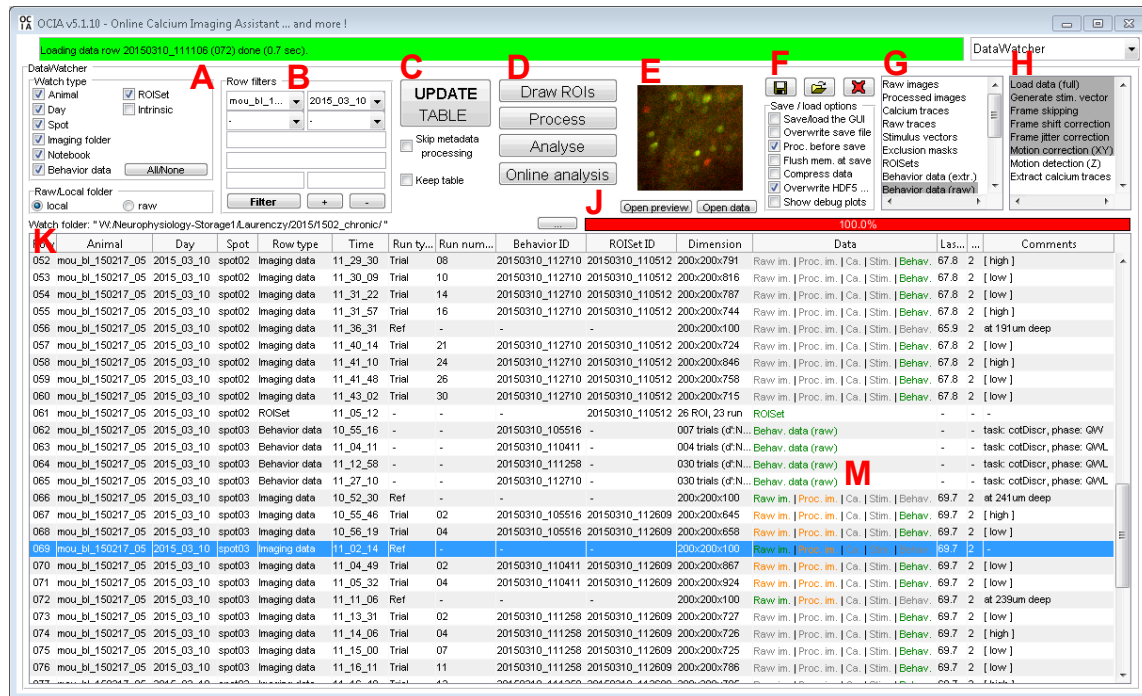 OCIA v5.1.10 - Online Calcium Imaging Assistant ... and more !
Loading data row 20150310_111106 (072) done (0.7 sec).
DataWatcher
DataWatcher
A
B
C
D
E
F
G
H
Watch type
Animal
ROISet
Day
Intrinsic
Spot
Imaging folder
Notebook
Behavior data
All/None
Raw/Local folder
local
raw
Row filters
mou_bl_1...
2015_03_10
-
-
Filter
+
-
UPDATE
TABLE
Skip metadata
processing
Keep table
Draw ROIs
Process
Analyse
Online analysis
Open preview
Open data
Save / load options
Save/load the GUI
Overwrite save file
Proc. before save
Flush mem. at save
Compress data
Overwrite HDF5 ...
Show debug plots
Raw images
Processed images
Calcium traces
Raw traces
Stimulus vectors
Exclusion masks
ROISets
Behavior data (extr.)
Behavior data (raw)
Load data (full)
Generate stim. vector
Frame skipping
Frame shift correction
Frame jitter correction
Motion correction (XY)
Motion detection (Z)
Extract calcium traces
Watch folder: " W:/Neurophysiology-Storage1/Laurenczy/2015/1502_chronic/ "
...
J
100.0%
K
Animal Day Spot Row type Time Run ty... Run num... Behavior ID ROISet ID Dimension Data Las... ... Comments
052 mou_bl_150217_05 2015_03_10 spot02 Imaging data 11_29_30 Trial 08 20150310_112710 20150310_110512 200x200x791 Raw im. | Proc. im. | Ca. | Stim. | Behav. 67.8 2 [ high ]
053 mou_bl_150217_05 2015_03_10 spot02 Imaging data 11_30_09 Trial 10 20150310_112710 20150310_110512 200x200x816 Raw im. | Proc. im. | Ca. | Stim. | Behav. 67.8 2 [ low ]
054 mou_bl_150217_05 2015_03_10 spot02 Imaging data 11_31_22 Trial 14 20150310_112710 20150310_110512 200x200x787 Raw im. | Proc. im. | Ca. | Stim. | Behav. 67.8 2 [ low ]
055 mou_bl_150217_05 2015_03_10 spot02 Imaging data 11_31_57 Trial 16 20150310_112710 20150310_110512 200x200x744 Raw im. | Proc. im. | Ca. | Stim. | Behav. 67.8 2 [ high ]
056 mou_bl_150217_05 2015_03_10 spot02 Imaging data 11_36_31 Ref - - - 200x200x100 Raw im. | Proc. im. | Ca. | Stim. | Behav. 65.9 2 at 191um deep
057 mou_bl_150217_05 2015_03_10 spot02 Imaging data 11_40_14 Trial 21 20150310_112710 20150310_110512 200x200x724 Raw im. | Proc. im. | Ca. | Stim. | Behav. 67.8 2 [ low ]
058 mou_bl_150217_05 2015_03_10 spot02 Imaging data 11_41_10 Trial 24 20150310_112710 20150310_110512 200x200x846 Raw im. | Proc. im. | Ca. | Stim. | Behav. 67.8 2 [ high ]
059 mou_bl_150217_05 2015_03_10 spot02 Imaging data 11_41_48 Trial 26 20150310_112710 20150310_110512 200x200x758 Raw im. | Proc. im. | Ca. | Stim. | Behav. 67.8 2 [ low ]
060 mou_bl_150217_05 2015_03_10 spot02 Imaging data 11_43_02 Trial 30 20150310_112710 20150310_110512 200x200x715 Raw im. | Proc. im. | Ca. | Stim. | Behav. 67.8 2 [ low ]
061 mou_bl_150217_05 2015_03_10 spot02 ROISet 11_05_12 - - 20150310_110512 26 ROI, 23 run ROISet - - -
062 mou_bl_150217_05 2015_03_10 spot02 Behavior data 10_55_16 - - 20150310_105516 - 007 trials (d':N... Behav. data (raw) - - task: cotDiscr, phase: QW
063 mou_bl_150217_05 2015_03_10 spot02 Behavior data 11_04_11 - - 20150310_110411 - 004 trials (d':N... Behav. data (raw) - - task: cotDiscr, phase: QWL
064 mou_bl_150217_05 2015_03_10 spot02 Behavior data 11_12_58 - - 20150310_111258 - 030 trials (d':N... Behav. data (raw) - - task: cotDiscr, phase: QWL
065 mou_bl_150217_05 2015_03_10 spot02 Behavior data 11_27_10 - - 20150310_112710 - 030 trials (d':N... Behav. data (raw) - - task: cotDiscr, phase: QWL
M
066 mou_bl_150217_05 2015_03_10 spot03 Imaging data 10_52_30 Ref - - - 200x200x100 Raw im. | Proc. im. | Ca. | Stim. | Behav. 69.7 2 at 241um deep
067 mou_bl_150217_05 2015_03_10 spot03 Imaging data 10_55_46 Trial 02 20150310_105516 20150310_112609 200x200x645 Raw im. | Proc. im. | Ca. | Stim. | Behav. 69.7 2 [ high ]
068 mou_bl_150217_05 2015_03_10 spot03 Imaging data 10_56_19 Trial 04 20150310_105516 20150310_112609 200x200x658 Raw im. | Proc. im. | Ca. | Stim. | Behav. 69.7 2 [ low ]
069 mou_bl_150217_05 2015_03_10 spot03 Imaging data 11_02_14 Ref - - - 200x200x100 Raw im. | Proc. im. | Ca. | Stim. | Behav. 69.7 2 -
070 mou_bl_150217_05 2015_03_10 spot03 Imaging data 11_04_49 Trial 02 20150310_110411 20150310_112609 200x200x867 Raw im. | Proc. im. | Ca. | Stim. | Behav. 69.7 2 [ low ]
071 mou_bl_150217_05 2015_03_10 spot03 Imaging data 11_05_32 Trial 04 20150310_110411 20150310_112609 200x200x924 Raw im. | Proc. im. | Ca. | Stim. | Behav. 69.7 2 [ low ]
072 mou_bl_150217_05 2015_03_10 spot03 Imaging data 11_11_06 Ref - - - 200x200x100 Raw im. | Proc. im. | Ca. | Stim. | Behav. 69.7 2 at 239um deep
073 mou_bl_150217_05 2015_03_10 spot03 Imaging data 11_13_31 Trial 02 20150310_111258 20150310_112609 200x200x727 Raw im. | Proc. im. | Ca. | Stim. | Behav. 69.7 2 [ low ]
074 mou_bl_150217_05 2015_03_10 spot03 Imaging data 11_14_06 Trial 04 20150310_111258 20150310_112609 200x200x726 Raw im. | Proc. im. | Ca. | Stim. | Behav. 69.7 2 [ high ]
075 mou_bl_150217_05 2015_03_10 spot03 Imaging data 11_15_00 Trial 07 20150310_111258 20150310_112609 200x200x725 Raw im. | Proc. im. | Ca. | Stim. | Behav. 69.7 2 [ low ]
076 mou_bl_150217_05 2015_03_10 spot03 Imaging data 11_16_11 Trial 11 20150310_111258 20150310_112609 200x200x786 Raw im. | Proc. im. | Ca. | Stim. | Behav. 69.7 2 [ low ]